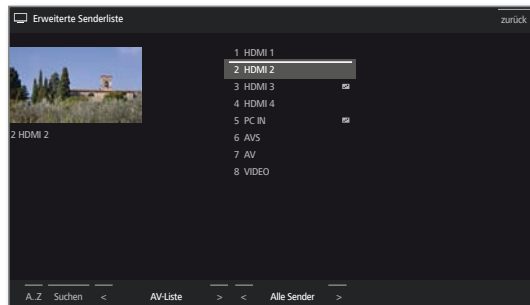 Erweiterte Senderliste
zurück
1 HDMI 1
2 HDMI 2
3 HDMI 3
4 HDMI 4
5 PC IN
6 AVS
7 AV
8 VIDEO
2 HDMI 2
A..Z Suchen < AV-Liste > < Alle Sender >